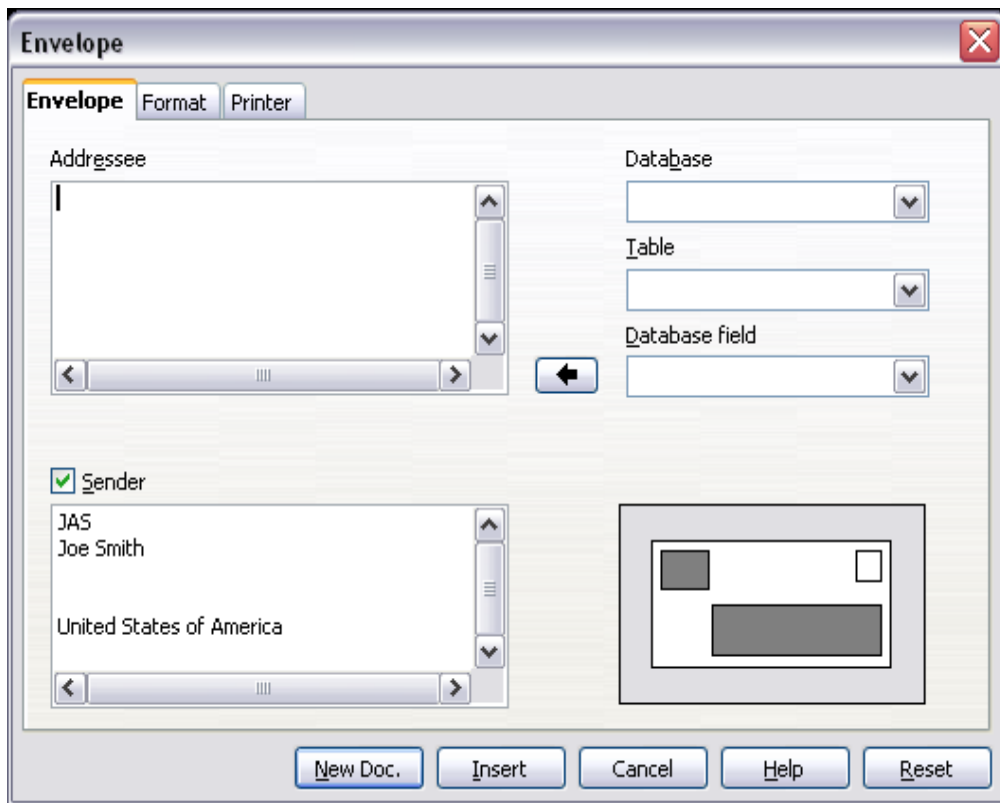 Envelope
Envelope Format Printer
Addressee
Database
Table
Database field
Sender
JAS
Joe Smith
United States of America
New Doc. Insert Cancel Help Reset